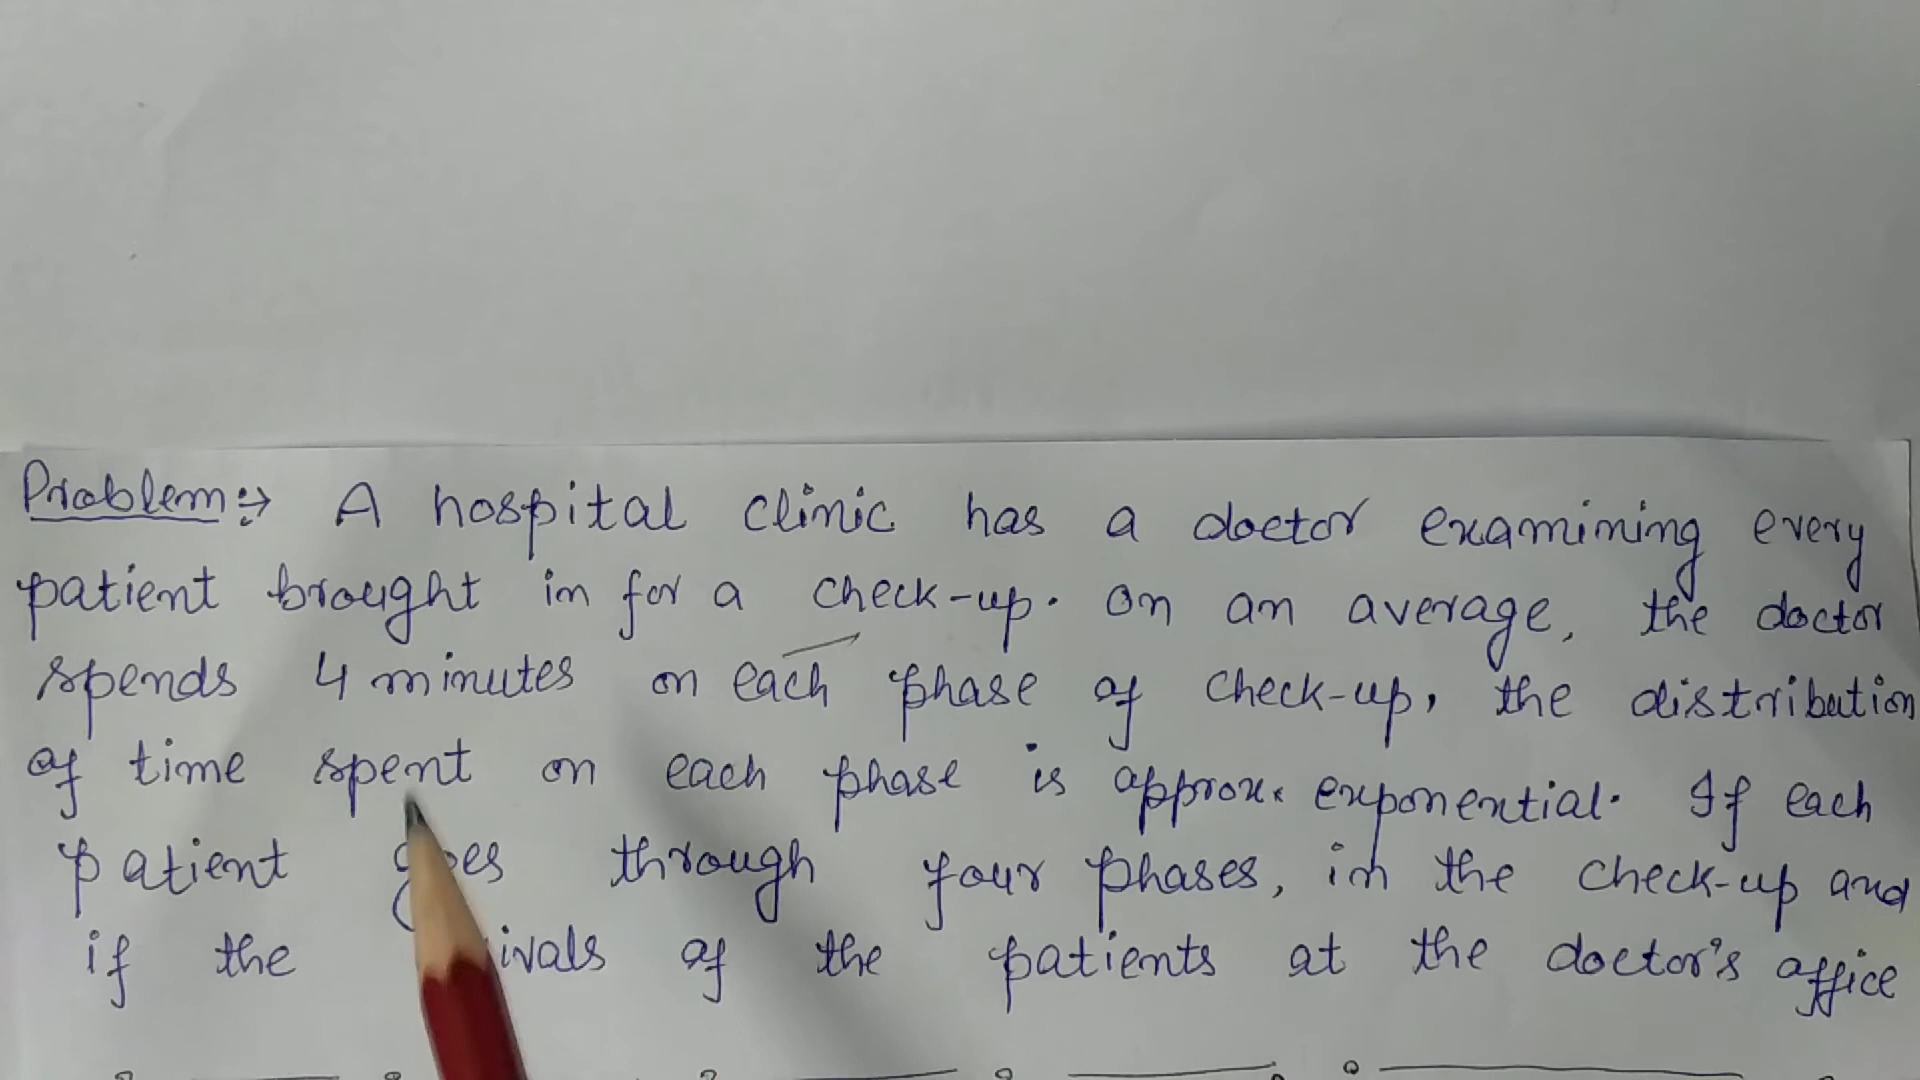 Problem :→ A hospital clinic has a doctor examining every
patient brought in for a check-up. On an average, the doctor
spends 4 minutes on each phase of check-up, the distribution
of time spent on each phase is approx. exponential. If each
patient goes through four phases, in the check-up and
if the of the patients at the doctor's office